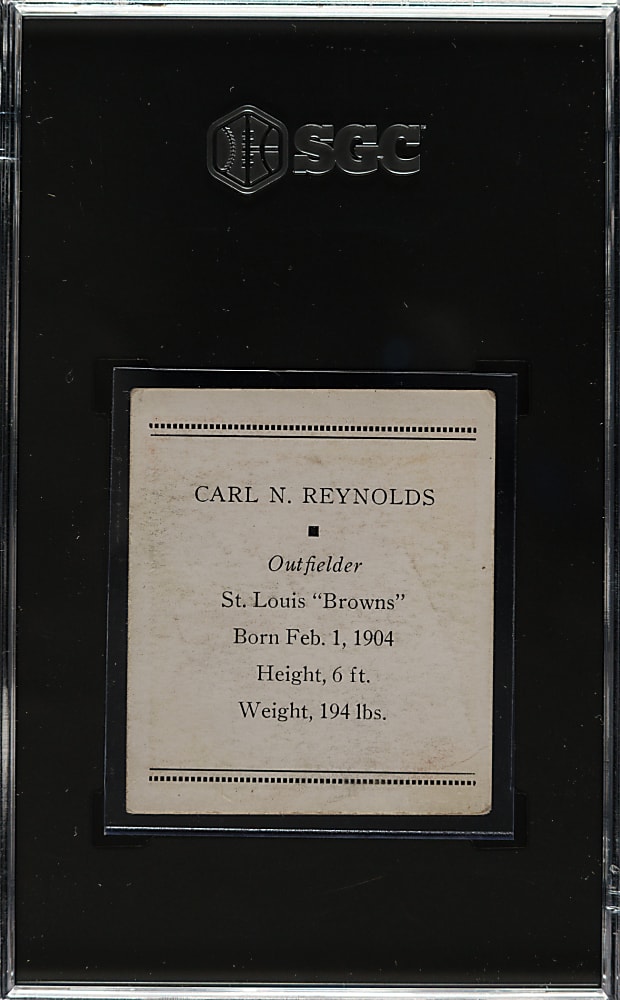 SGC
CARL N. REYNOLDS
Outfielder
St. Louis “Browns”
Born Feb. 1, 1904
Height, 6 ft.
Weight, 194 lbs.